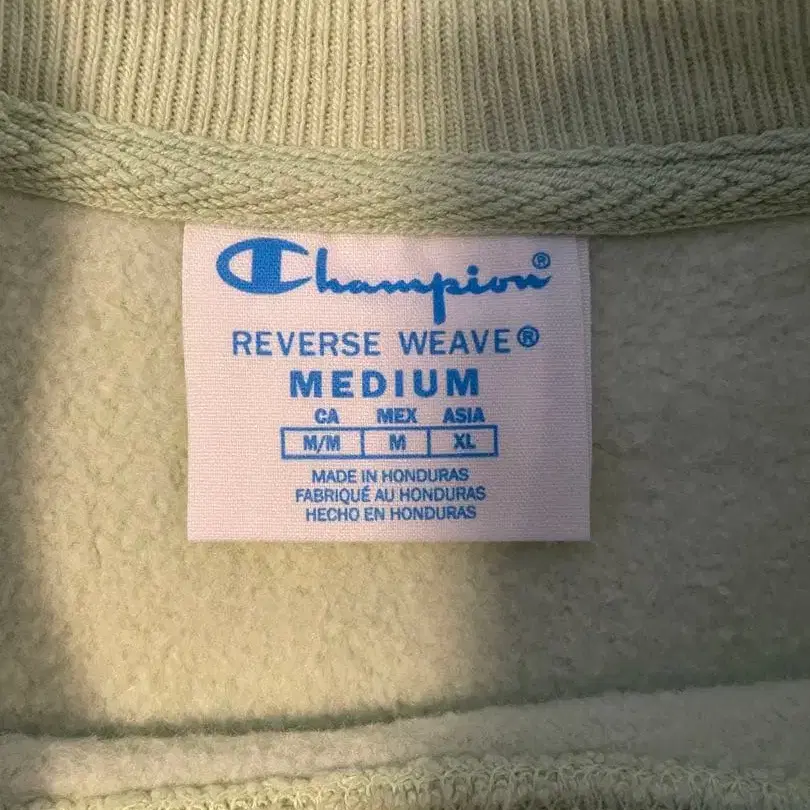 Champion®
REVERSE WEAVE®
MEDIUM
CA MEX ASIA
M/M M XL
MADE IN HONDURAS
FABRIQUÉ AU HONDURAS
HECHO EN HONDURAS